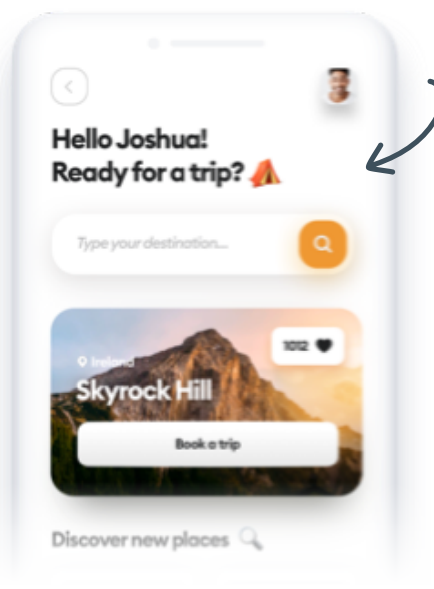 Hello Joshua!
Ready for a trip?
Type your destination...
1012
Ireland
Skyrock Hill
Book a trip
Discover new places